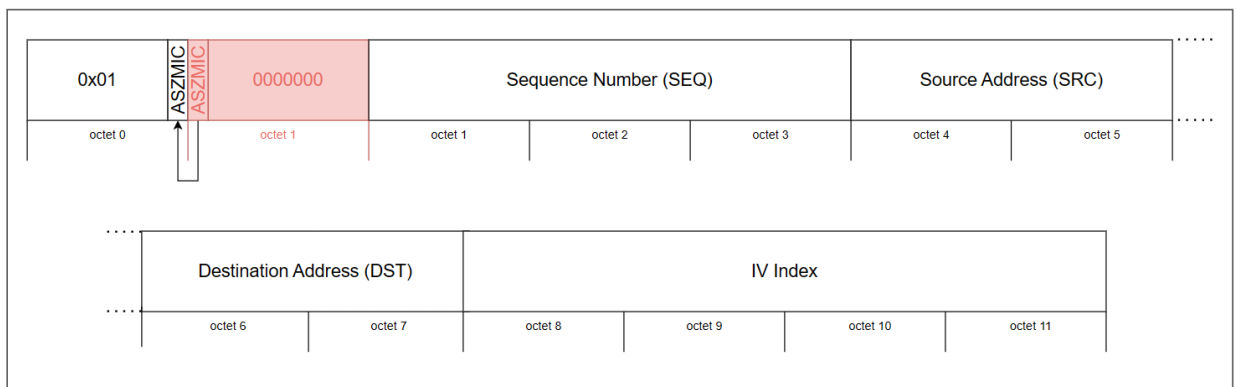 0x01 ASZMIC ASZMIC 0000000 Sequence Number (SEQ) Source Address (SRC)
octet 0 octet 1 octet 1 octet 2 octet 3 octet 4 octet 5
Destination Address (DST) IV Index
octet 6 octet 7 octet 8 octet 9 octet 10 octet 11